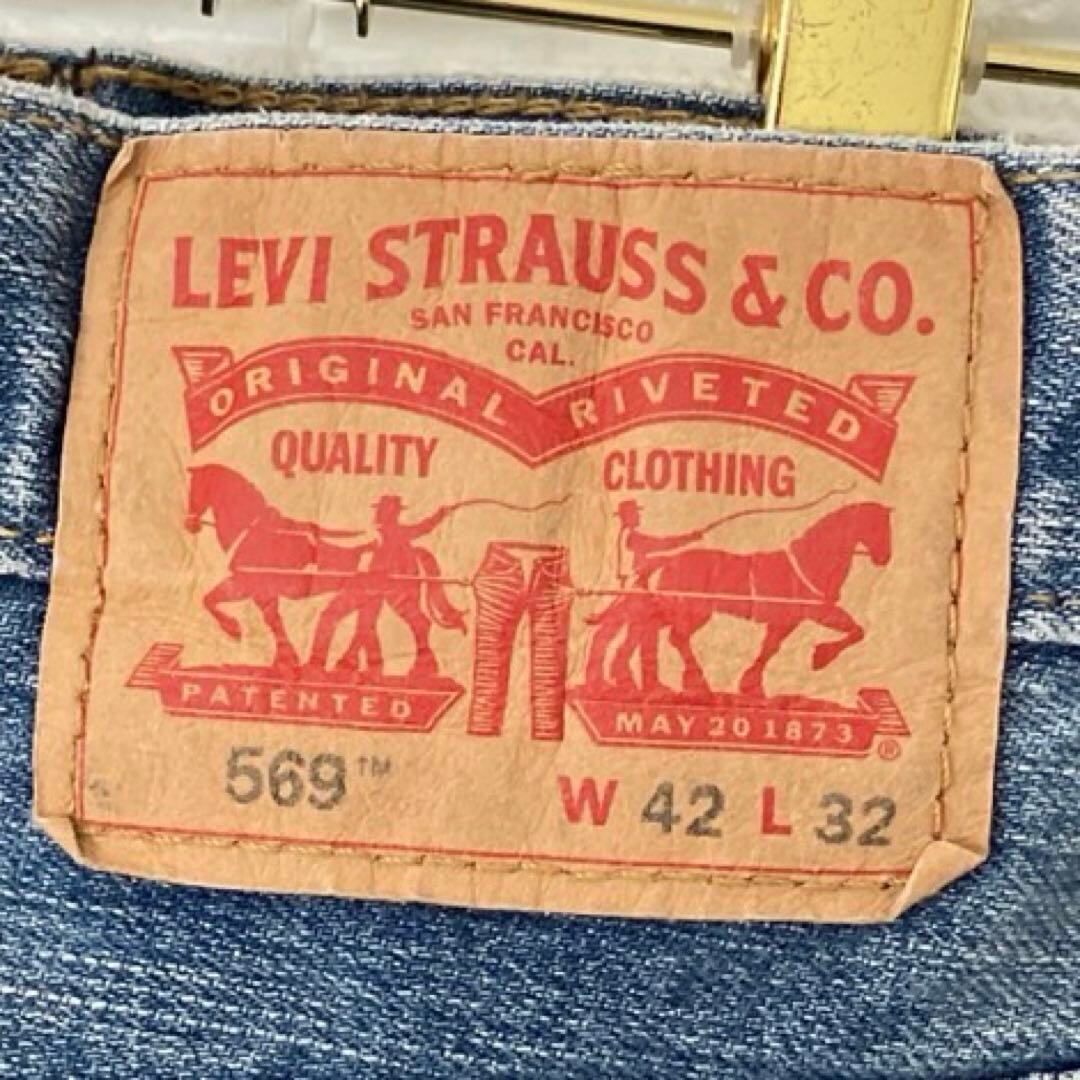 LEVI STRAUSS & CO.
SAN FRANCISCO
CAL.
ORIGINAL RIVETED
QUALITY CLOTHING
PATENTED MAY 20 1873 ®
569™ W 42 L 32